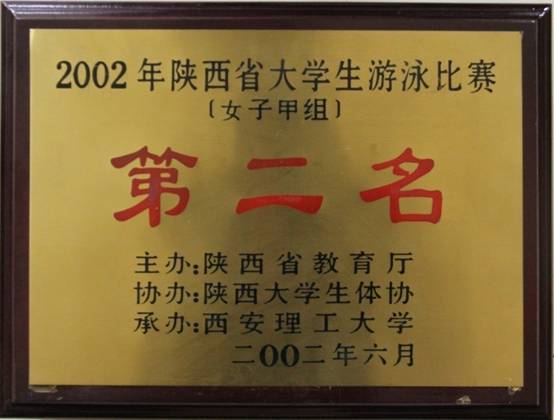 2002年陕西省大学生游泳比赛
〔女子甲组〕
第二名
主办:陕西省教育厅
协办:陕西大学生体协
承办:西安理工大学
二〇〇二年六月